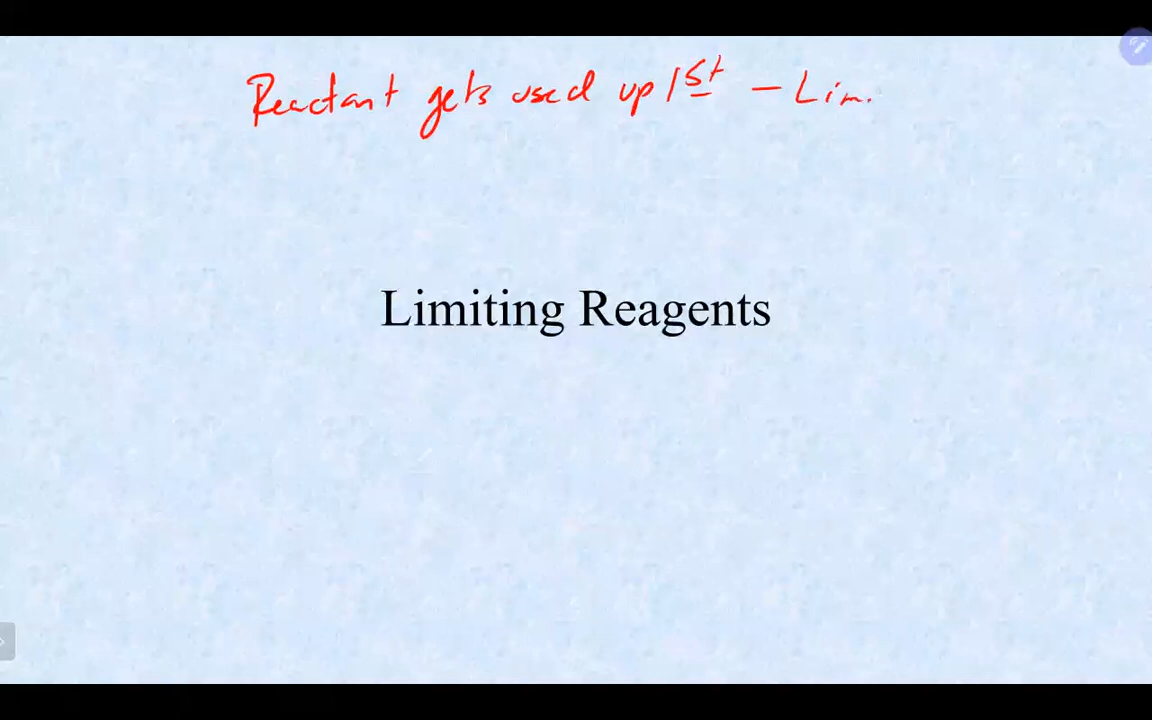 Reactant gets used up 1st - Lim.
Limiting Reagents